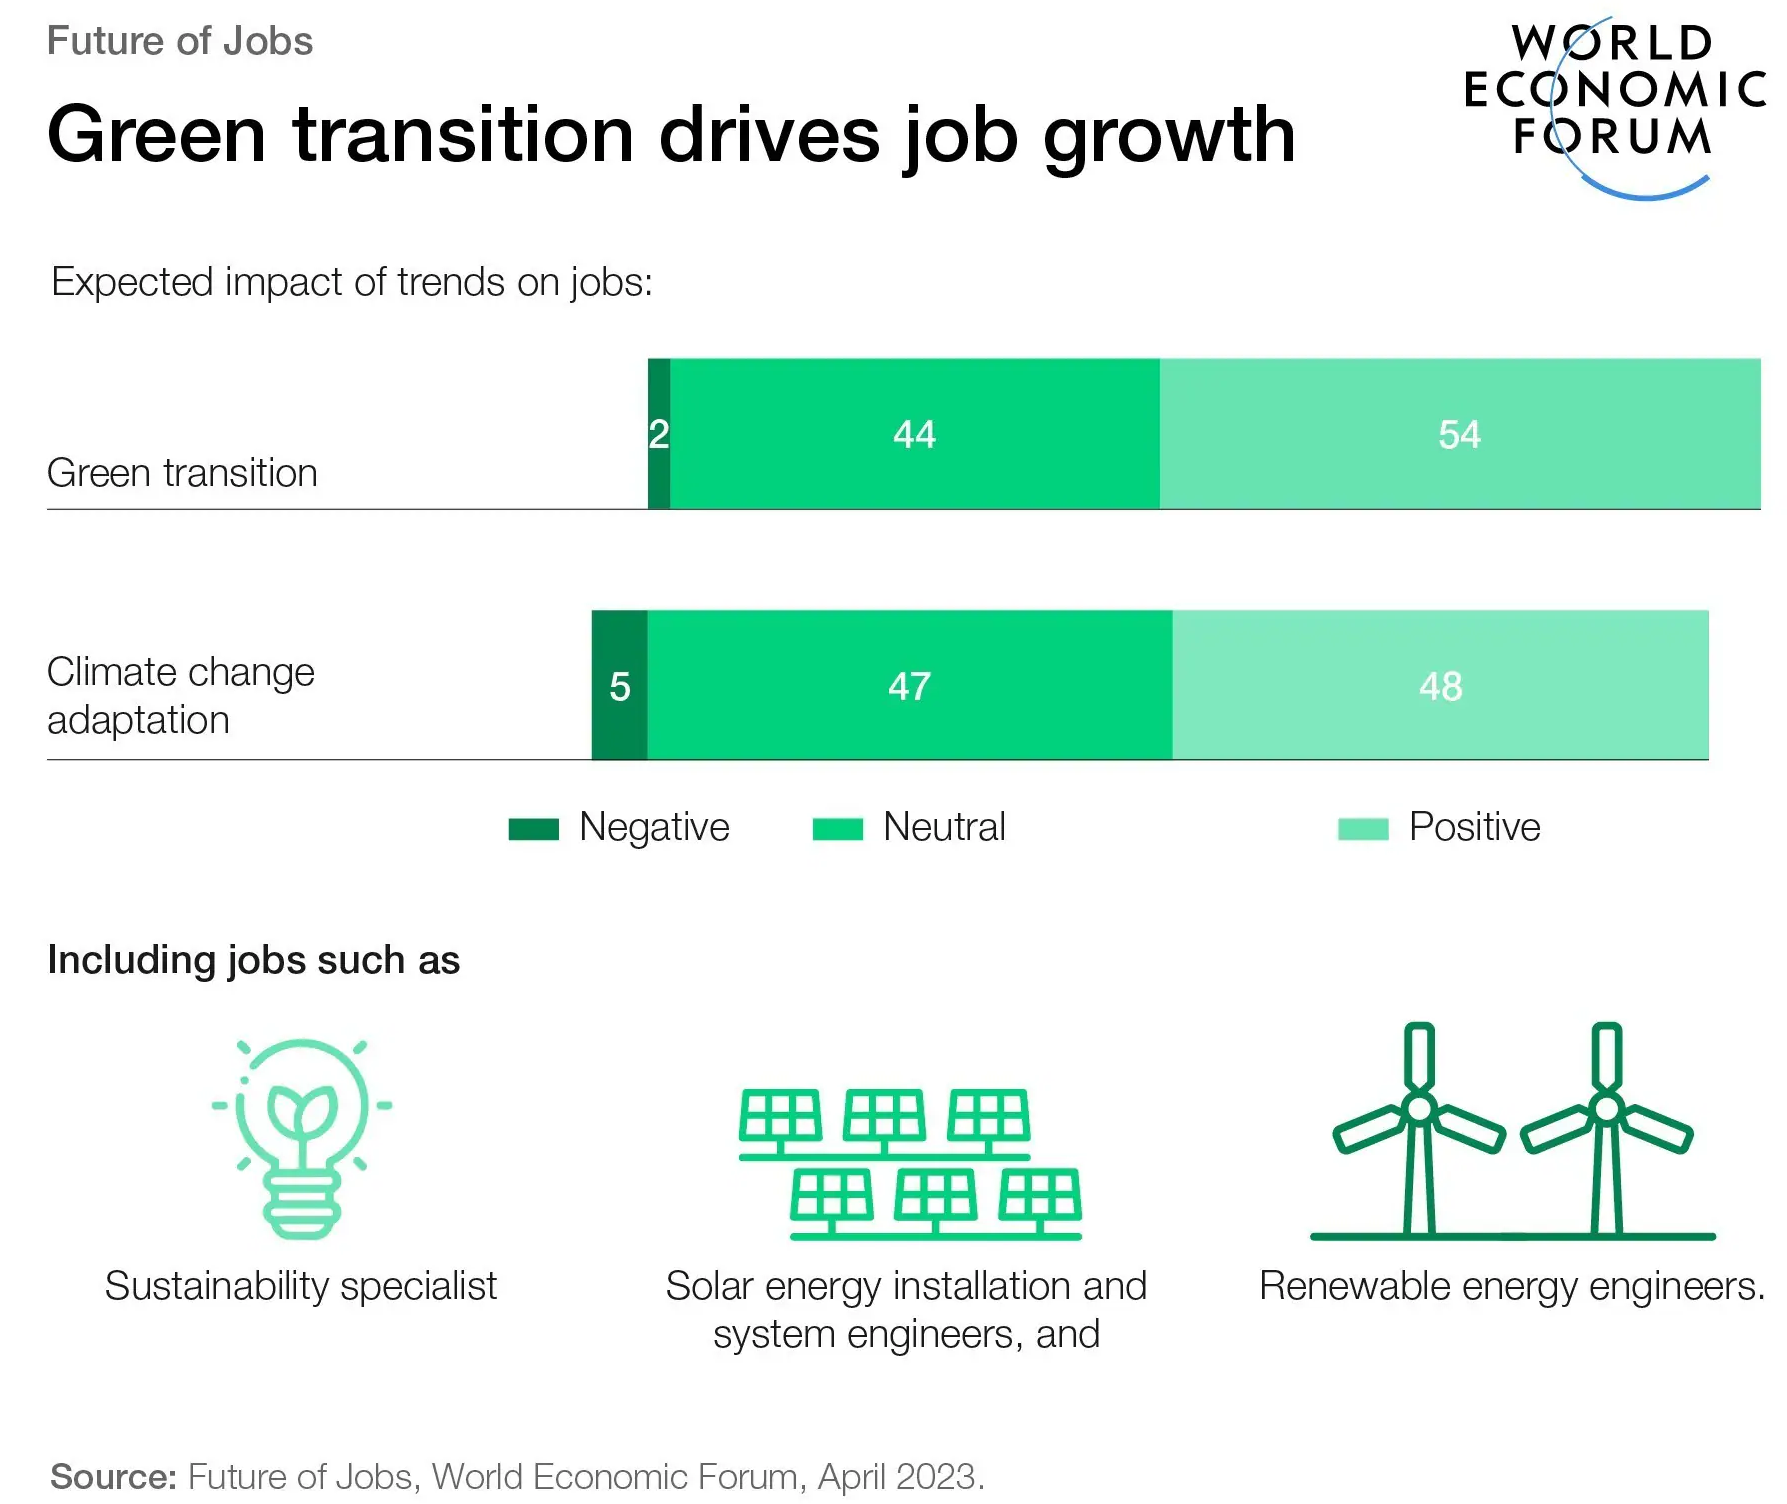 Future of Jobs
Green transition drives job growth
WORLD
ECONOMIC
FORUM
Expected impact of trends on jobs:
Green transition
2
44
54
Climate change
adaptation
5
47
48
Negative
Neutral
Positive
Including jobs such as
Sustainability specialist
Solar energy installation and
system engineers, and
Renewable energy engineers.
Source: Future of Jobs, World Economic Forum, April 2023.